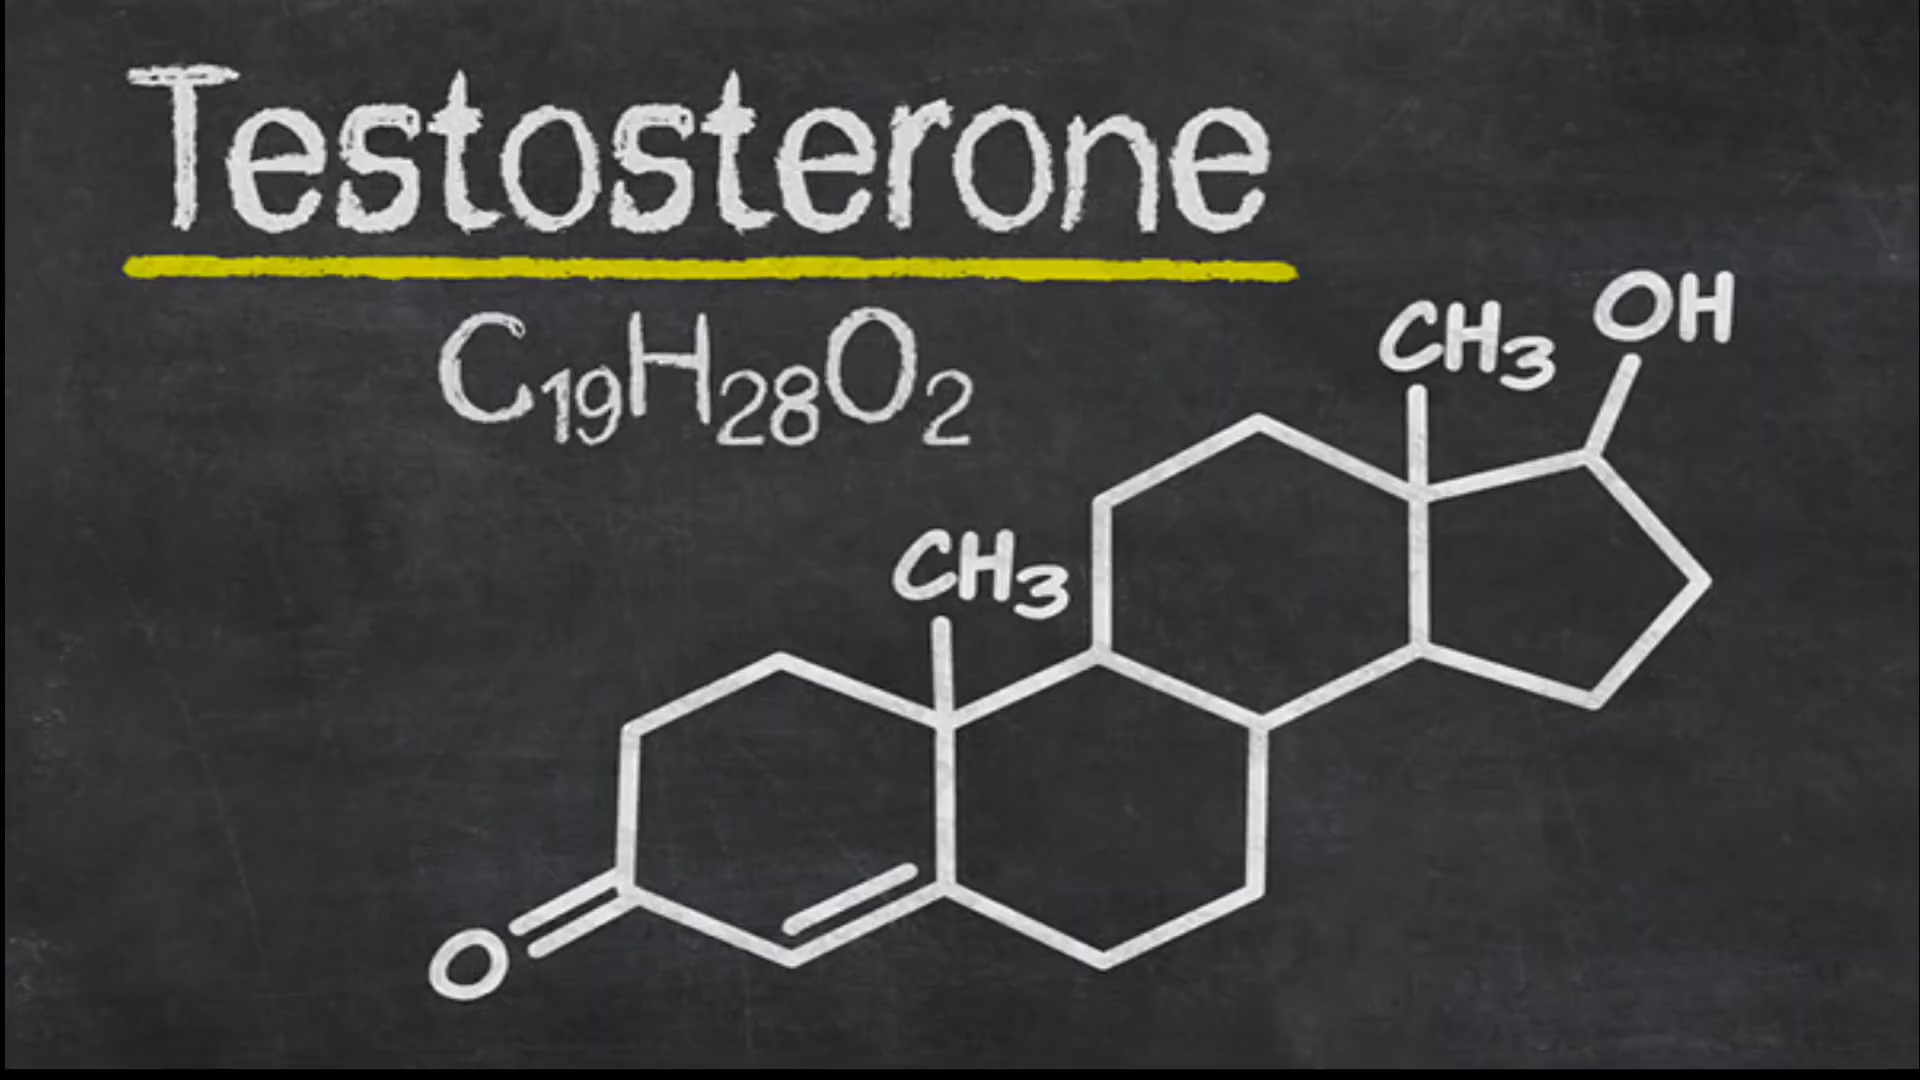 Testosterone
C₁₉H₂₈O₂
OH
CH₃
CH₃
O